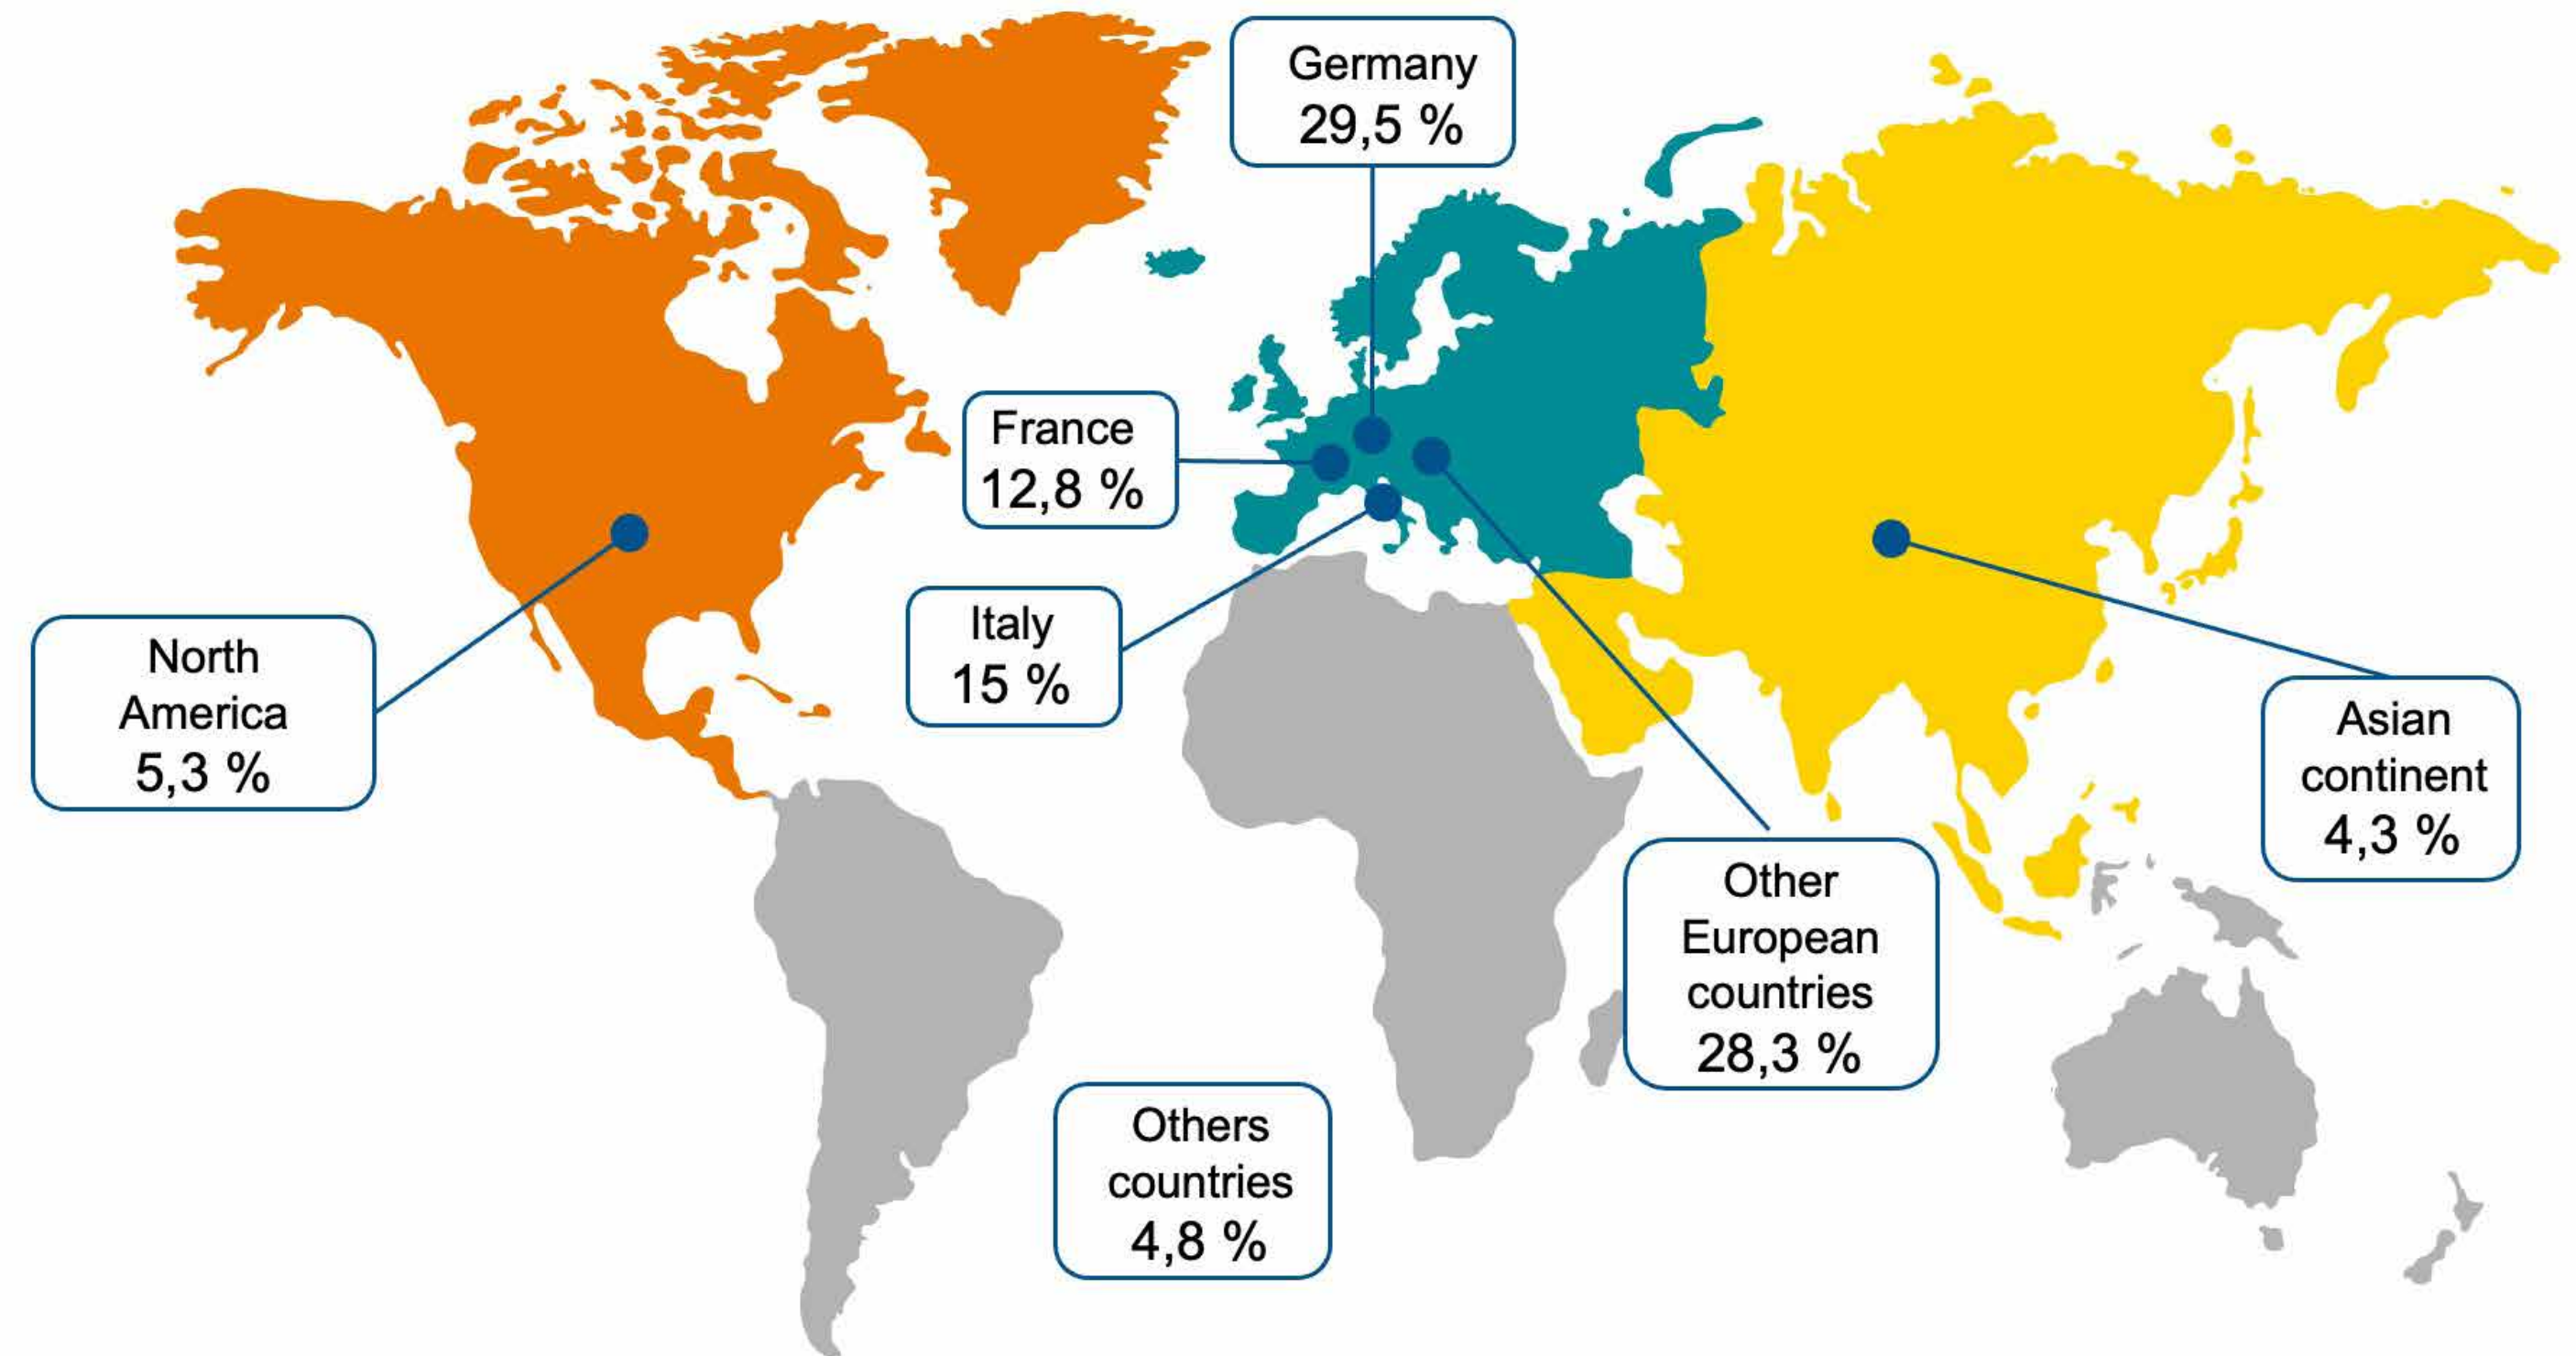 Germany
29,5 %
France
12,8 %
Italy
15 %
North
America
5,3 %
Asian
continent
4,3 %
Other
European
countries
28,3 %
Others
countries
4,8 %